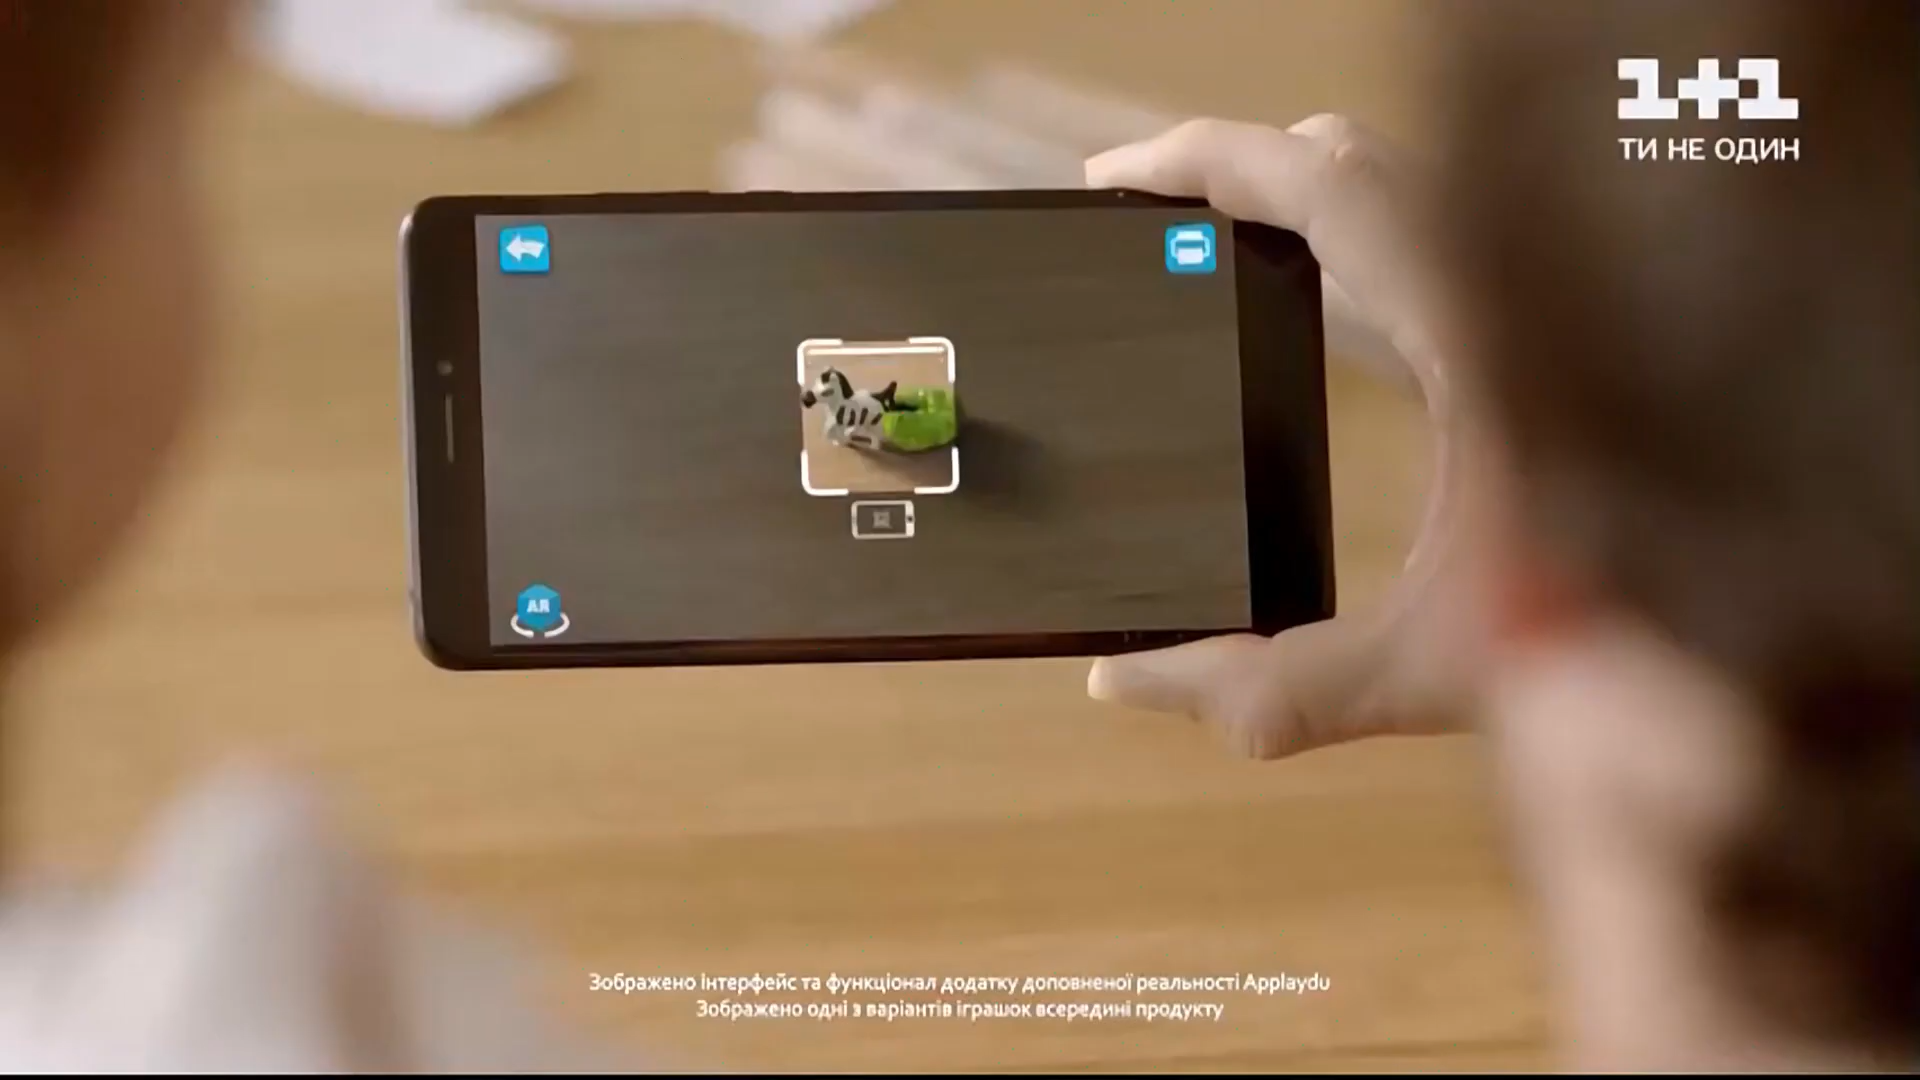 1+1
ТИ НЕ ОДИН
AR
Зображено інтерфейс та функціонал додатку доповненої реальності Applaydu
Зображено одні з варіантів іграшок всередині продукту